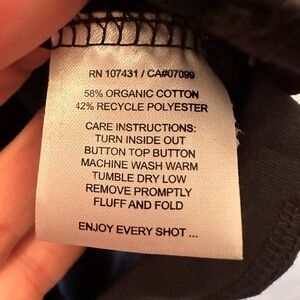 RN 107431 / CA#07099
58% ORGANIC COTTON
42% RECYCLE POLYESTER
CARE INSTRUCTIONS:
TURN INSIDE OUT
BUTTON TOP BUTTON
MACHINE WASH WARM
TUMBLE DRY LOW
REMOVE PROMPTLY
FLUFF AND FOLD
ENJOY EVERY SHOT ...